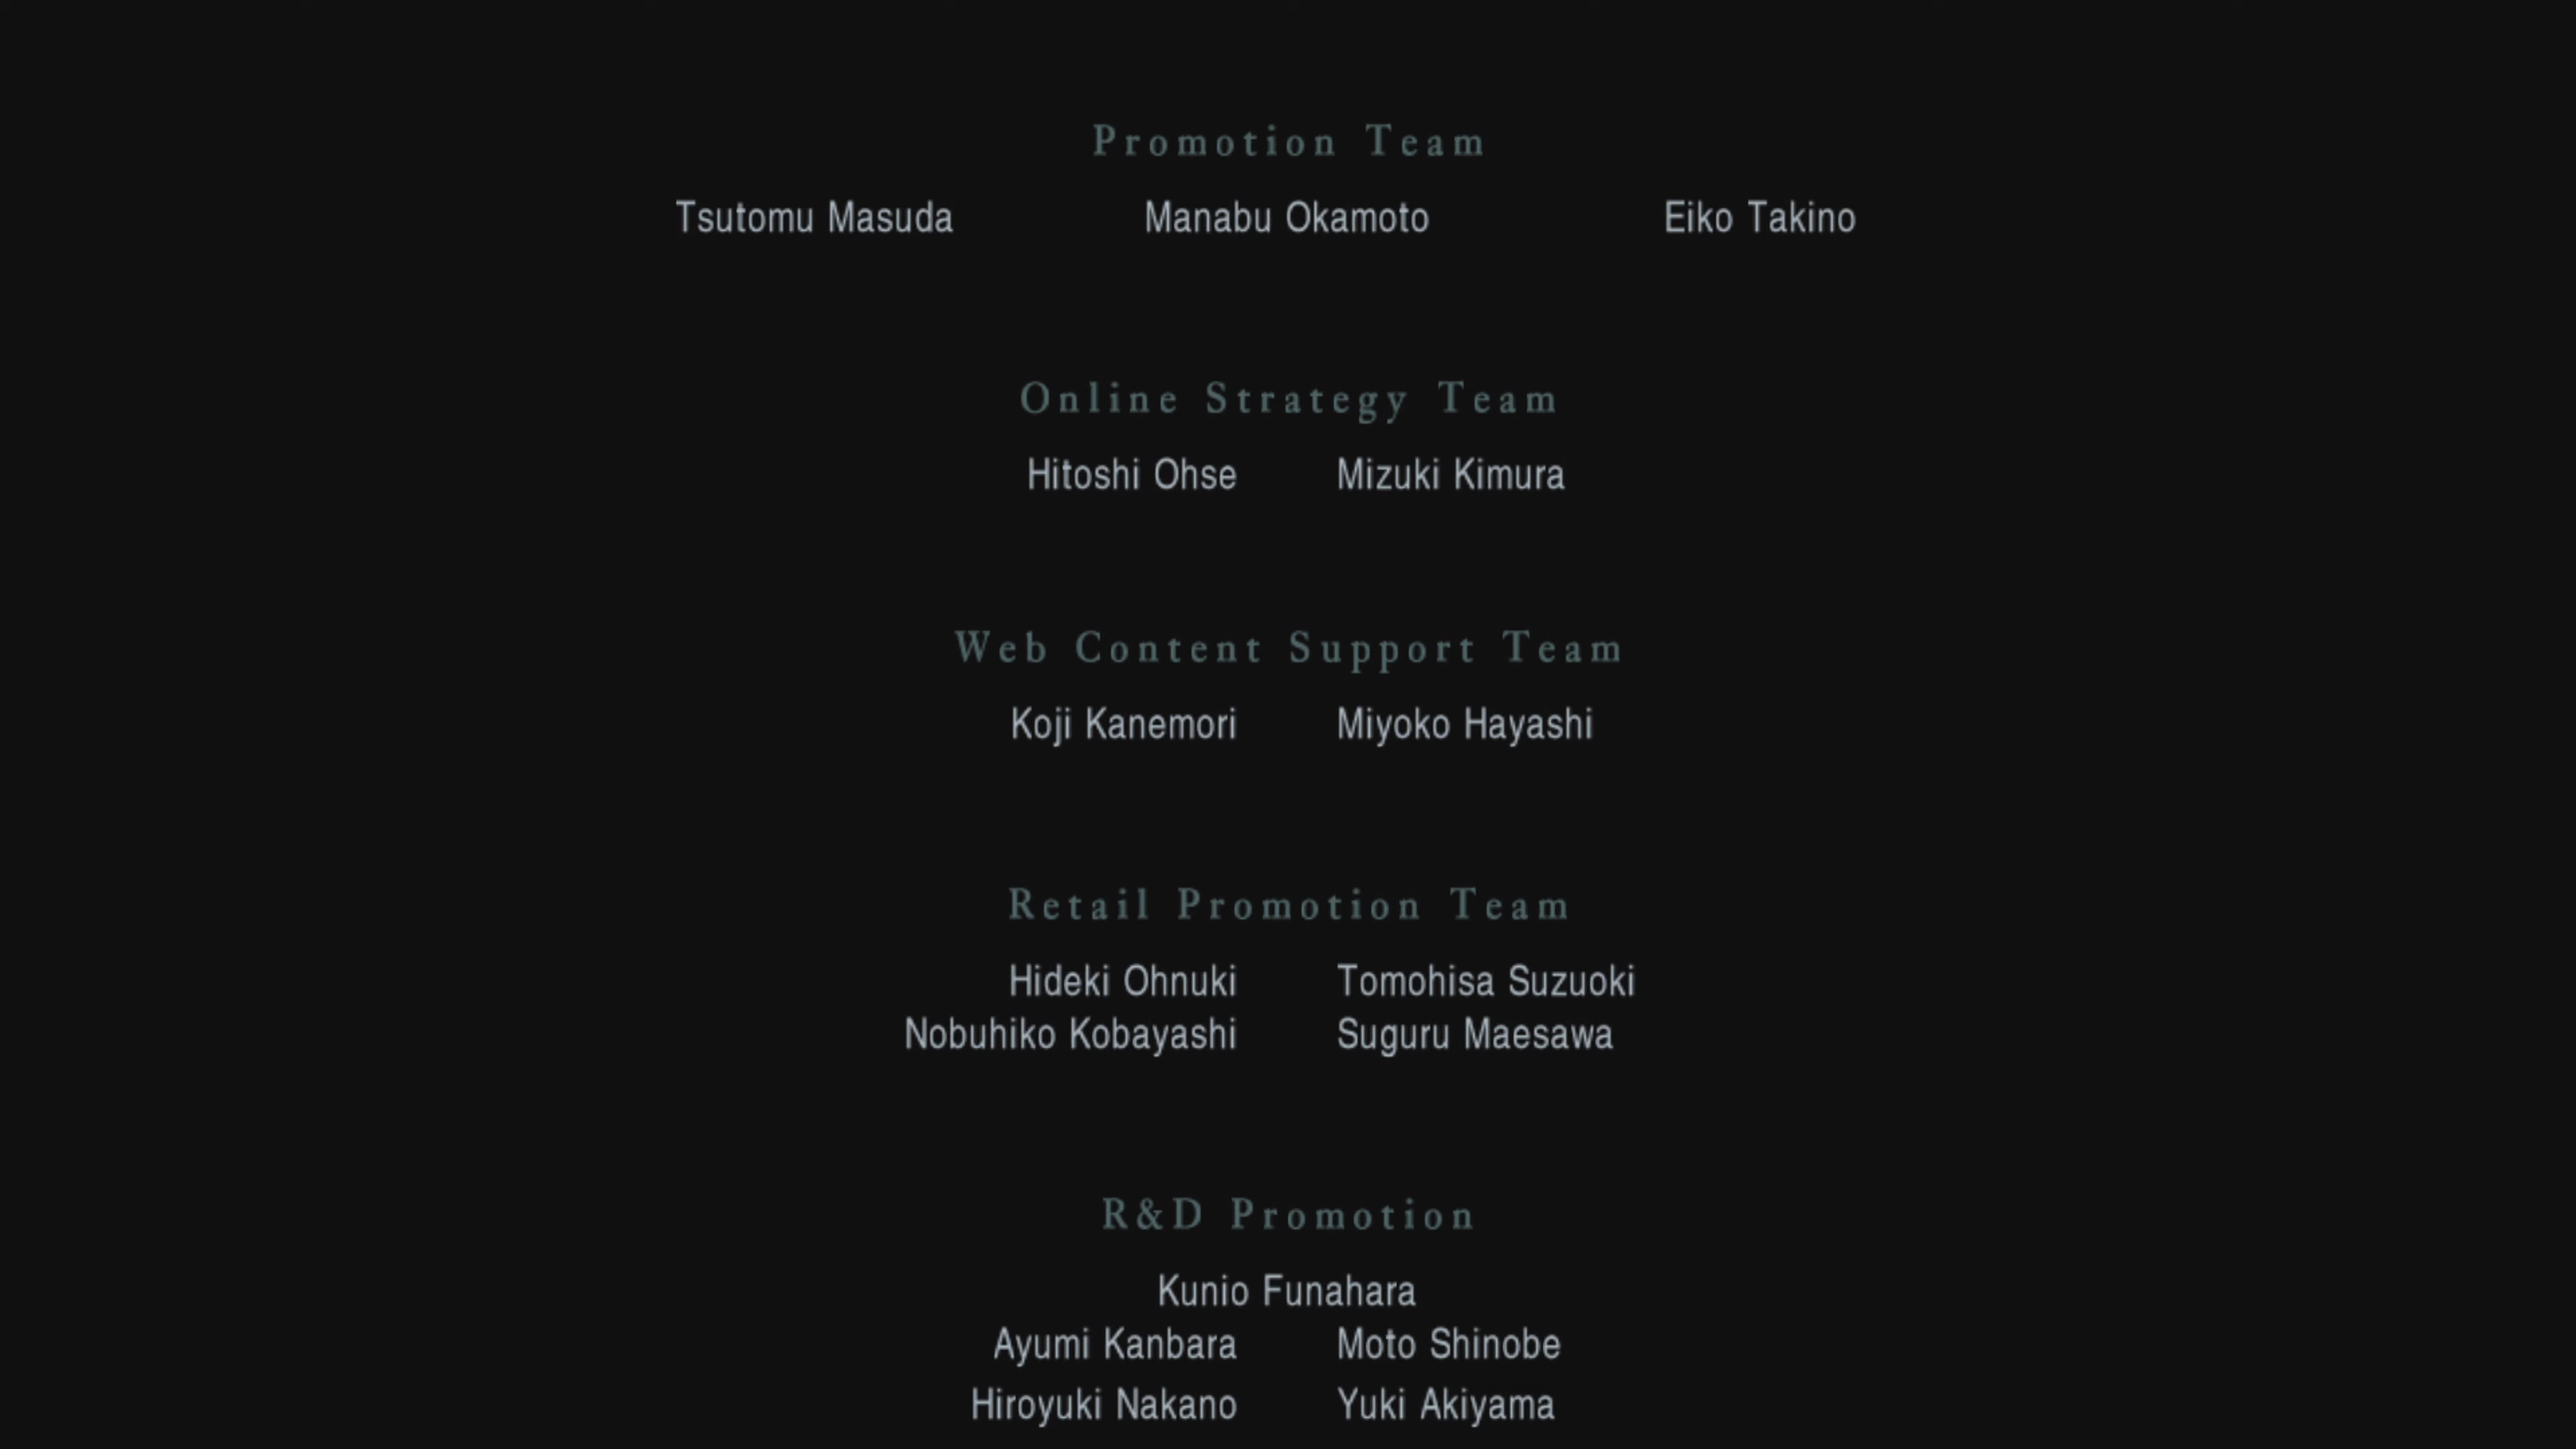 Promotion Team
Tsutomu Masuda Manabu Okamoto Eiko Takino
Online Strategy Team
Hitoshi Ohse Mizuki Kimura
Web Content Support Team
Koji Kanemori Miyoko Hayashi
Retail Promotion Team
Hideki Ohnuki Tomohisa Suzuoki
Nobuhiko Kobayashi Suguru Maesawa
R&D Promotion
Kunio Funahara
Ayumi Kanbara Moto Shinobe
Hiroyuki Nakano Yuki Akiyama